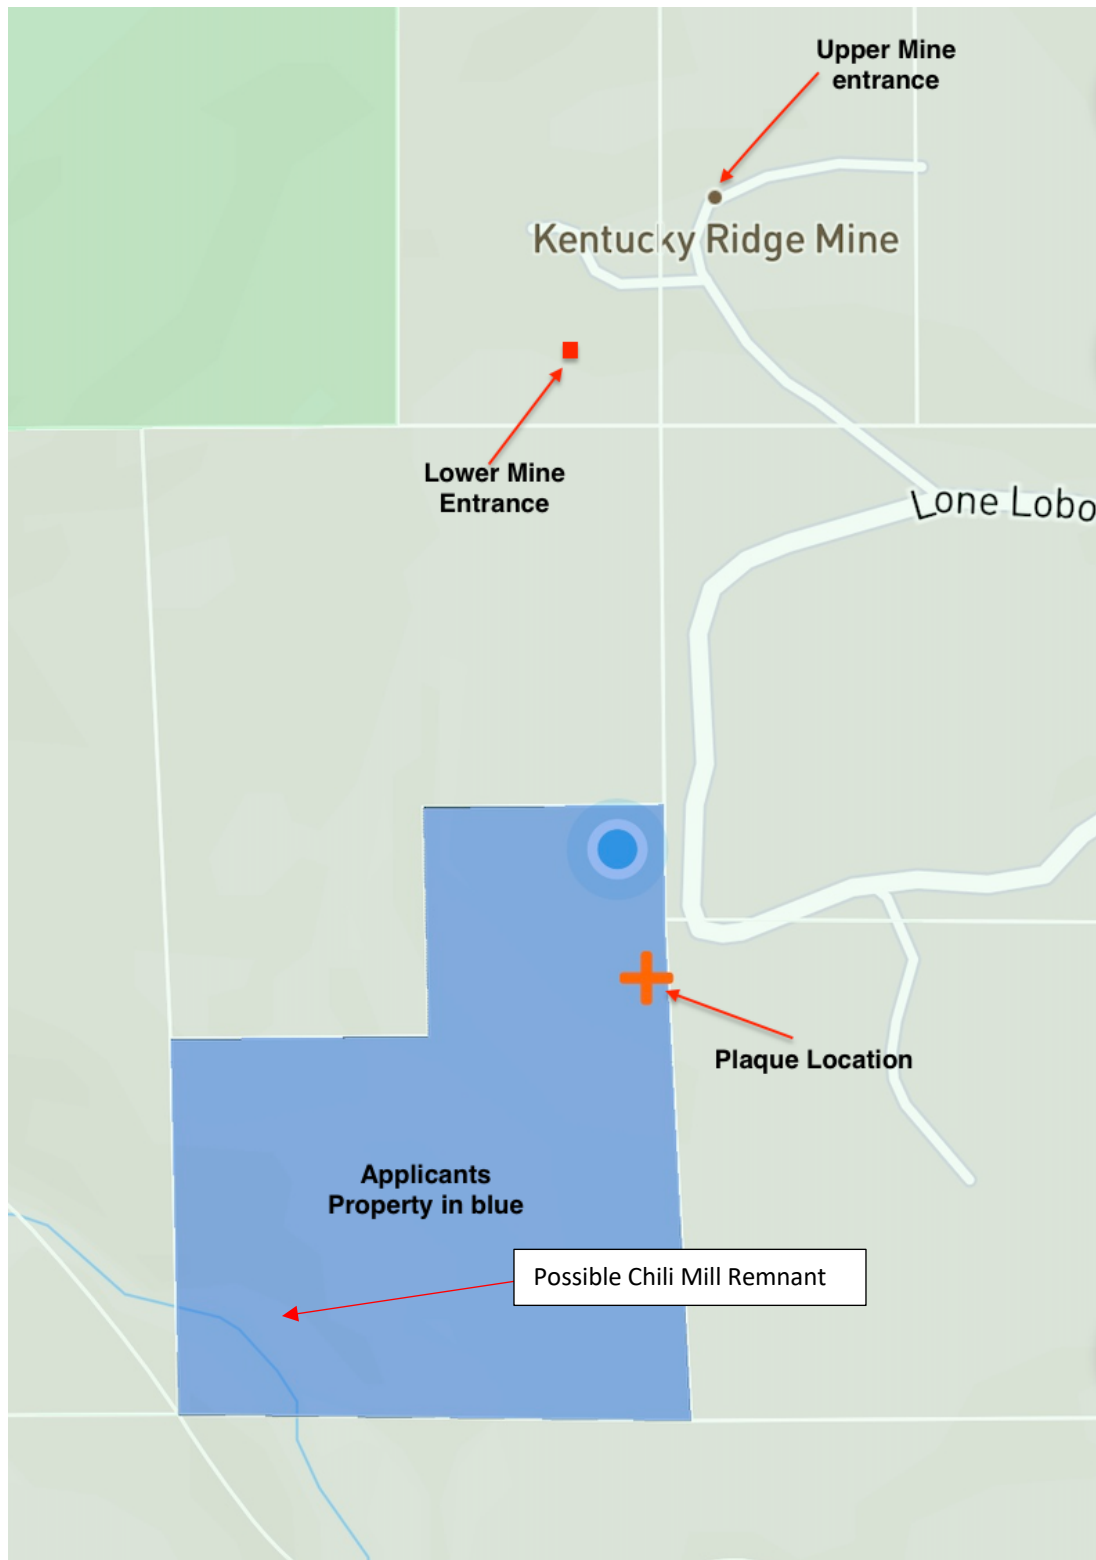 Upper Mine
entrance
Kentucky Ridge Mine
Lower Mine
Entrance
Lone Lobo
Plaque Location
Applicants
Property in blue
Possible Chili Mill Remnant